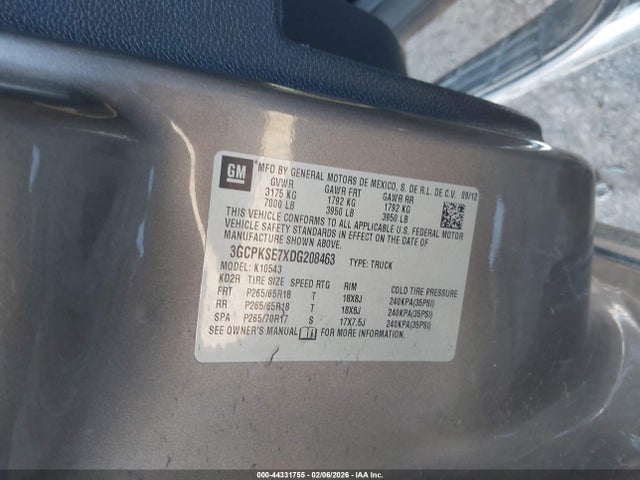 GM
MFD BY GENERAL MOTORS DE MEXICO, S. DE R.L. DE C.V. 09/12
GVWR GAWR FRT GAWR RR
3175 KG 1792 KG 1792 KG
7000 LB 3950 LB 3950 LB
THIS VEHICLE CONFORMS TO ALL APPLICABLE U.S. FEDERAL MOTOR
VEHICLE SAFETY STANDARDS IN EFFECT ON THE DATE OF
MANUFACTURE SHOWN ABOVE.
3GCPKSE7XDG208463 TYPE: TRUCK
MODEL: K10543
KD2R TIRE SIZE SPEED RTG RIM COLD TIRE PRESSURE
FRT P265/65R18 T 18X8J 240KPA(35PSI)
RR P265/65R18 T 18X8J 240KPA(35PSI)
SPA P265/70R17 S 17X7.5J 240KPA(35PSI)
SEE OWNER'S MANUAL FOR MORE INFORMATION.
© 000-44331755 - 02/06/2026 - IAA Inc.